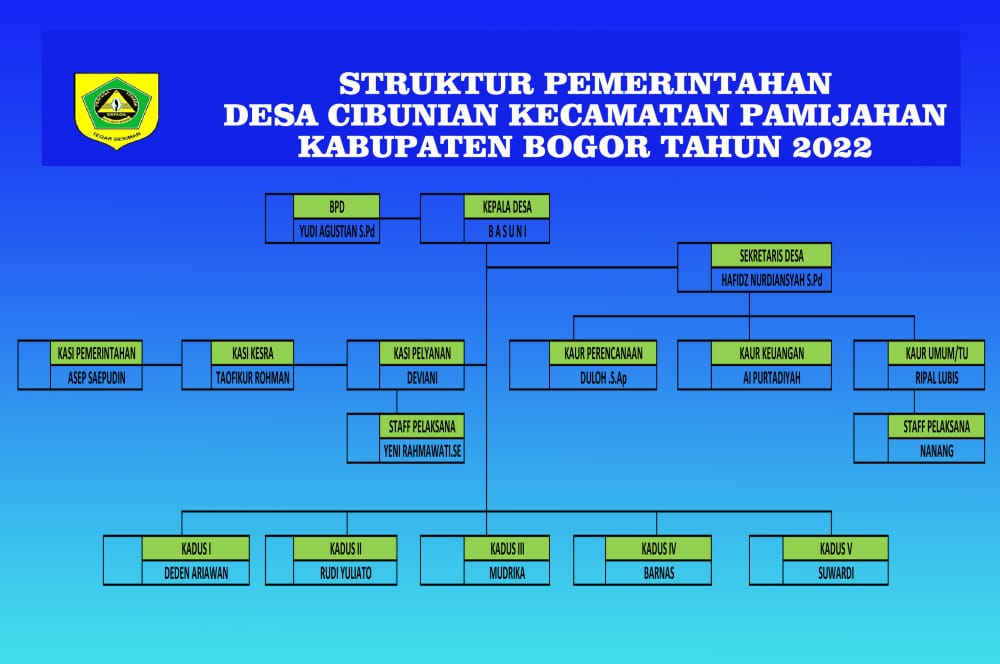 STRUKTUR PEMERINTAHAN
DESA CIBUNIAN KECAMATAN PAMIJAHAN
KABUPATEN BOGOR TAHUN 2022
TEGAR BERIMAN
BPD
YUDI AGUSTIAN S.Pd
KEPALA DESA
B A S U N I
SEKRETARIS DESA
HAFIDZ NURDIANSYAH S.Pd
KASI PEMERINTAHAN
ASEP SAEPUDIN
KASI KESRA
TAOFIKUR ROHMAN
KASI PELYANAN
DEVIANI
KAUR PERENCANAAN
DULOH .S.Ap
KAUR KEUANGAN
AI PURTADIYAH
KAUR UMUM/TU
RIPAL LUBIS
STAFF PELAKSANA
YENI RAHMAWATI.SE
STAFF PELAKSANA
NANANG
KADUS I
DEDEN ARIAWAN
KADUS II
RUDI YULIATO
KADUS III
MUDRIKA
KADUS IV
BARNAS
KADUS V
SUWARDI